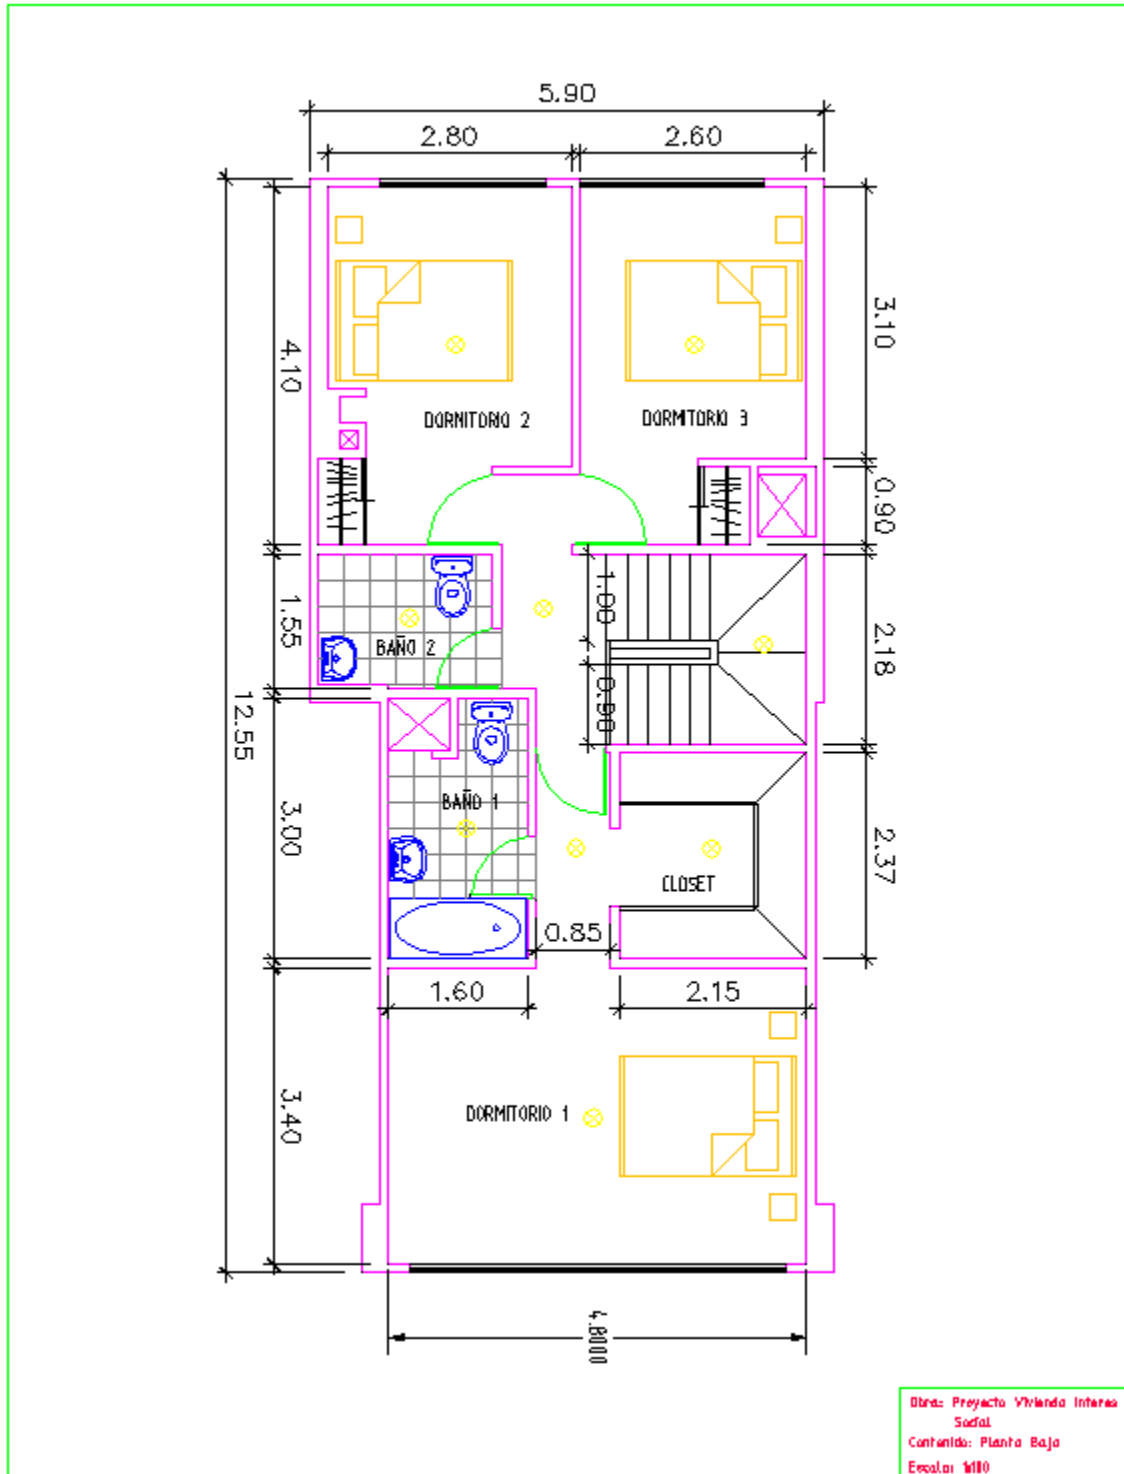 5.90
2.80
2.60
4.10
3.10
DORNITORIO 2
DORMITORIO 3
0.90
1.00
1.55
2.18
BAÑO 2
0.90
12.55
BAÑO 1
3.00
2.37
CLOSET
0.85
1.60
2.15
3.40
DORMITORIO 1
4.8000
Obra: Proyecto Vivienda Interes
Social
Contenido: Planta Baja